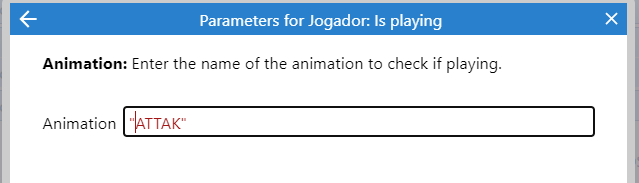 Parameters for Jogador: Is playing
Animation: Enter the name of the animation to check if playing.
Animation "ATTAK"